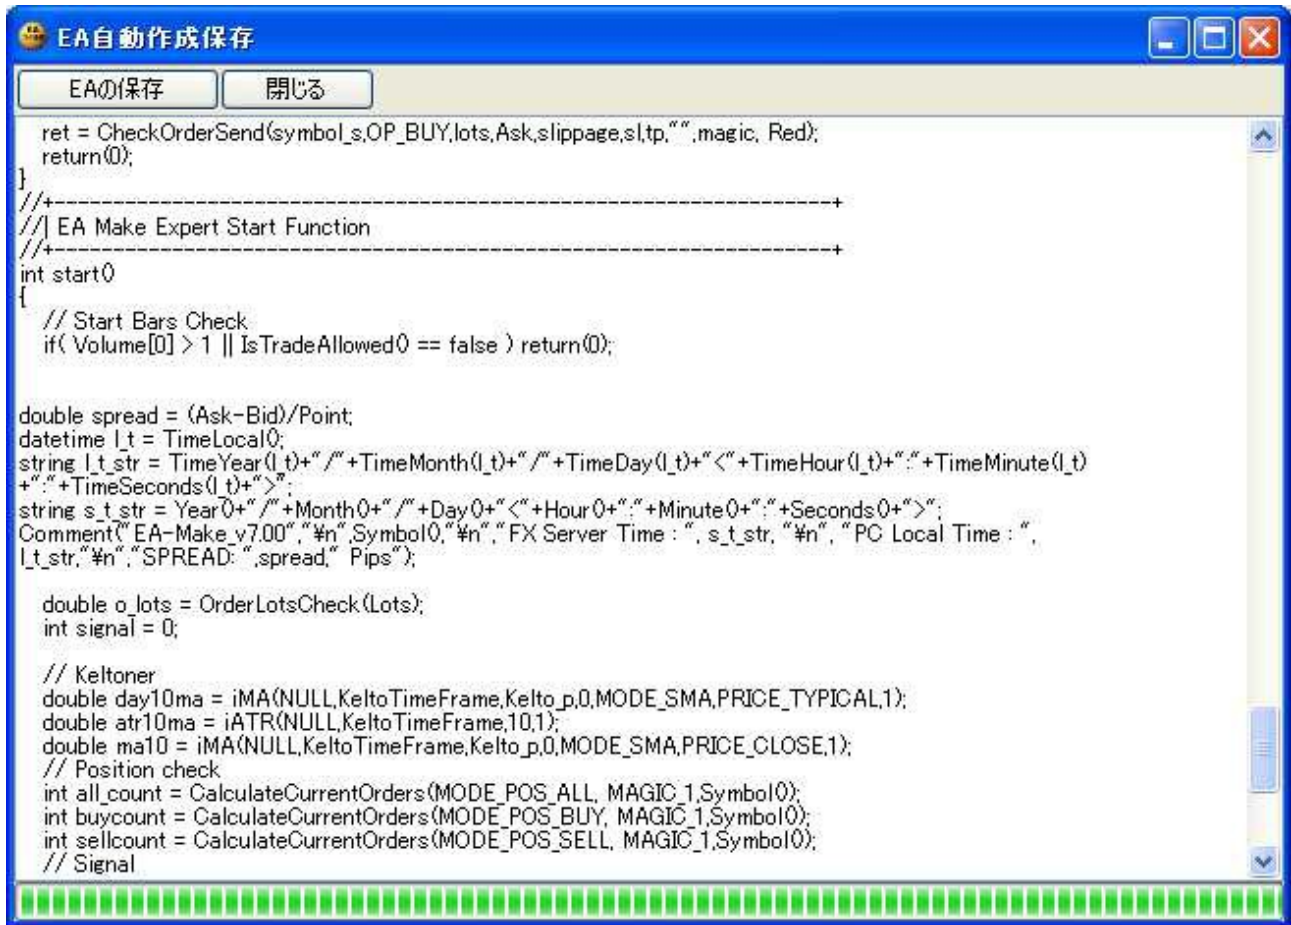 EA自動作成保存
EAの保存 閉じる
ret = CheckOrderSend(symbol_s,OP_BUY,lots,Ask,slippage,sl,tp,"",magic, Red);
return(0);
}
//+------------------------------------------------------------------+
//| EA Make Expert Start Function
//+------------------------------------------------------------------+
int start()
{
// Start Bars Check
if( Volume[0] > 1 || IsTradeAllowed() == false ) return(0);
double spread = (Ask-Bid)/Point;
datetime l_t = TimeLocal();
string l_t_str = TimeYear(l_t)+"/"+TimeMonth(l_t)+"/"+TimeDay(l_t)+"<"+TimeHour(l_t)+":"+TimeMinute(l_t)
+":"+TimeSeconds(l_t)+">";
string s_t_str = Year()+"/"+Month()+"/"+Day()+"<"+Hour()+":"+Minute()+":"+Seconds()+">";
Comment("EA-Make_v7.00","¥n",Symbol(),"¥n","FX Server Time : ", s_t_str, "¥n", "PC Local Time : ",
l_t_str,"¥n","SPREAD: ",spread," Pips");
double o_lots = OrderLotsCheck(Lots);
int signal = 0;
// Keltoner
double day10ma = iMA(NULL,KeltoTimeFrame,Kelto_p,0,MODE_SMA,PRICE_TYPICAL,1);
double atr10ma = iATR(NULL,KeltoTimeFrame,10,1);
double ma10 = iMA(NULL,KeltoTimeFrame,Kelto_p,0,MODE_SMA,PRICE_CLOSE,1);
// Position check
int all_count = CalculateCurrentOrders(MODE_POS_ALL, MAGIC_1,Symbol());
int buycount = CalculateCurrentOrders(MODE_POS_BUY, MAGIC_1,Symbol());
int sellcount = CalculateCurrentOrders(MODE_POS_SELL, MAGIC_1,Symbol());
// Signal